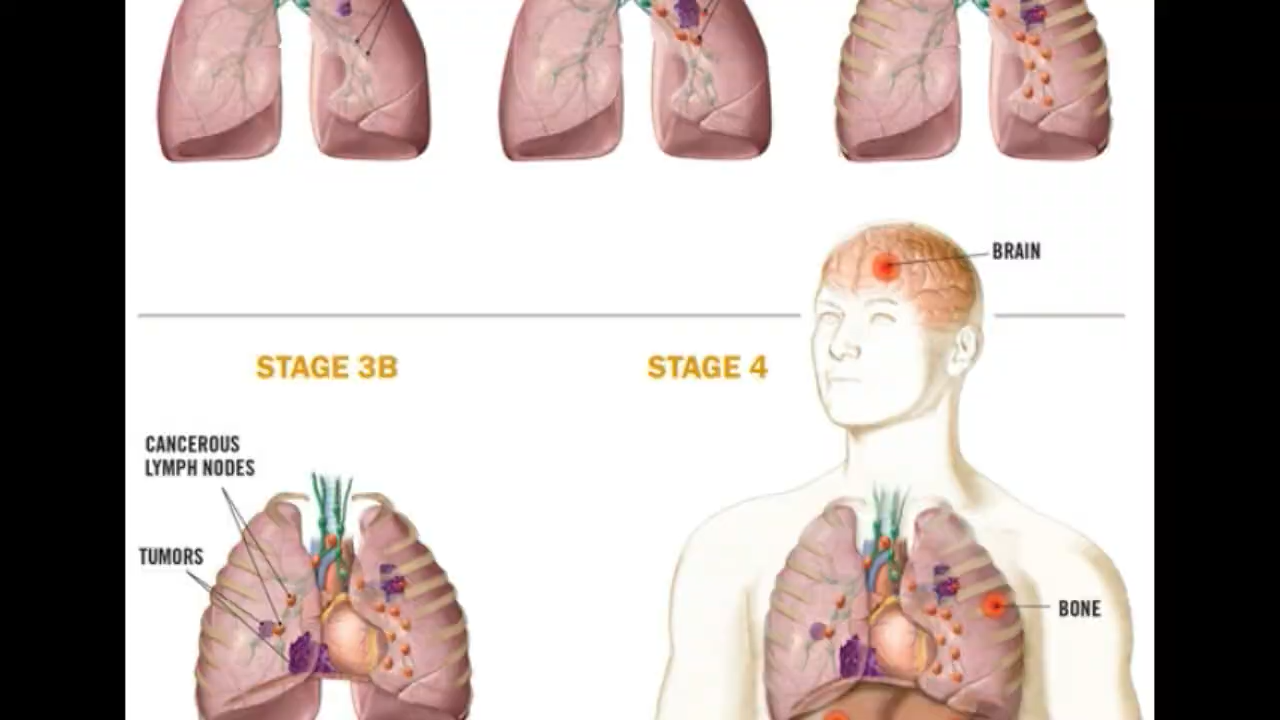 BRAIN
STAGE 3B
STAGE 4
CANCEROUS
LYMPH NODES
TUMORS
BONE